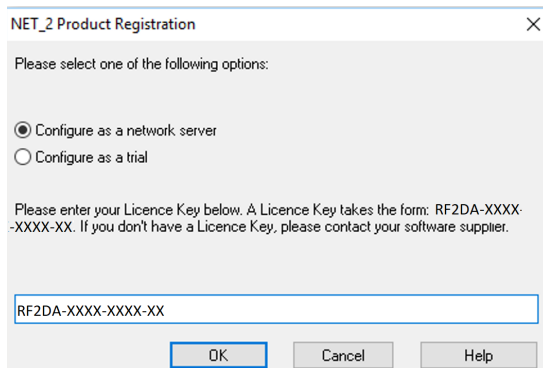 NET_2 Product Registration
Please select one of the following options:
Configure as a network server
Configure as a trial
Please enter your Licence Key below. A Licence Key takes the form: RF2DA-XXXX-
-XXXX-XX. If you don't have a Licence Key, please contact your software supplier.
RF2DA-XXXX-XXXX-XX
OK Cancel Help